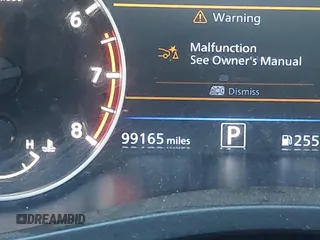 Warning
6
Malfunction
See Owner's Manual
7
Dismiss
8
99165 miles
P
255
H
DREAMBID